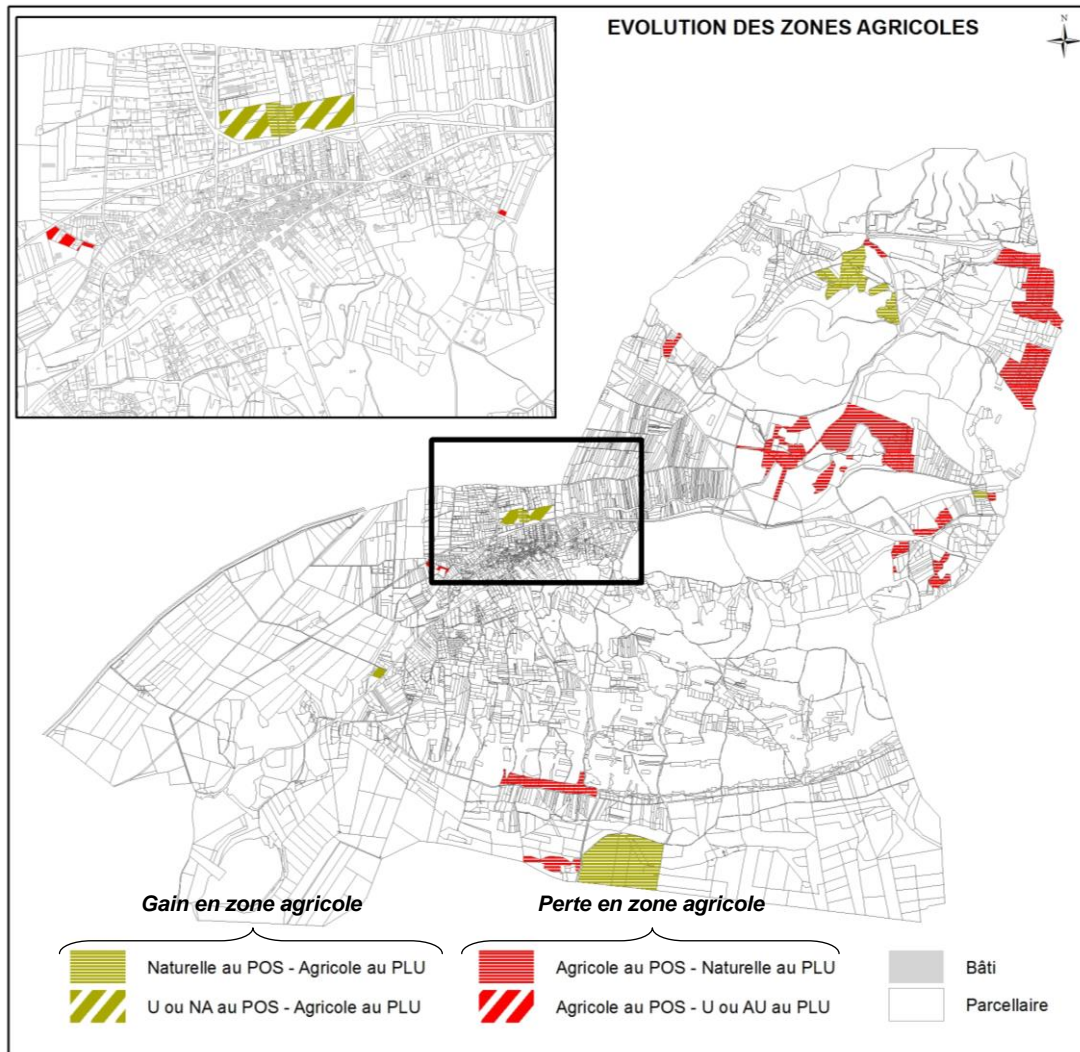 EVOLUTION DES ZONES AGRICOLES
N
Gain en zone agricole
Perte en zone agricole
Naturelle au POS - Agricole au PLU
U ou NA au POS - Agricole au PLU
Agricole au POS - Naturelle au PLU
Agricole au POS - U ou AU au PLU
Bâti
Parcellaire